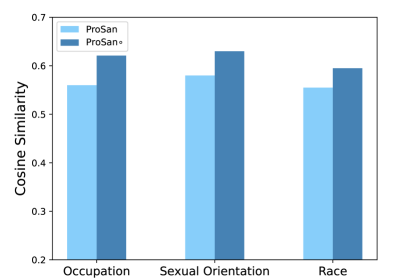 ProSan
ProSan∘
0.7
0.6
0.5
0.4
0.3
0.2
Cosine Similarity
Occupation
Sexual Orientation
Race